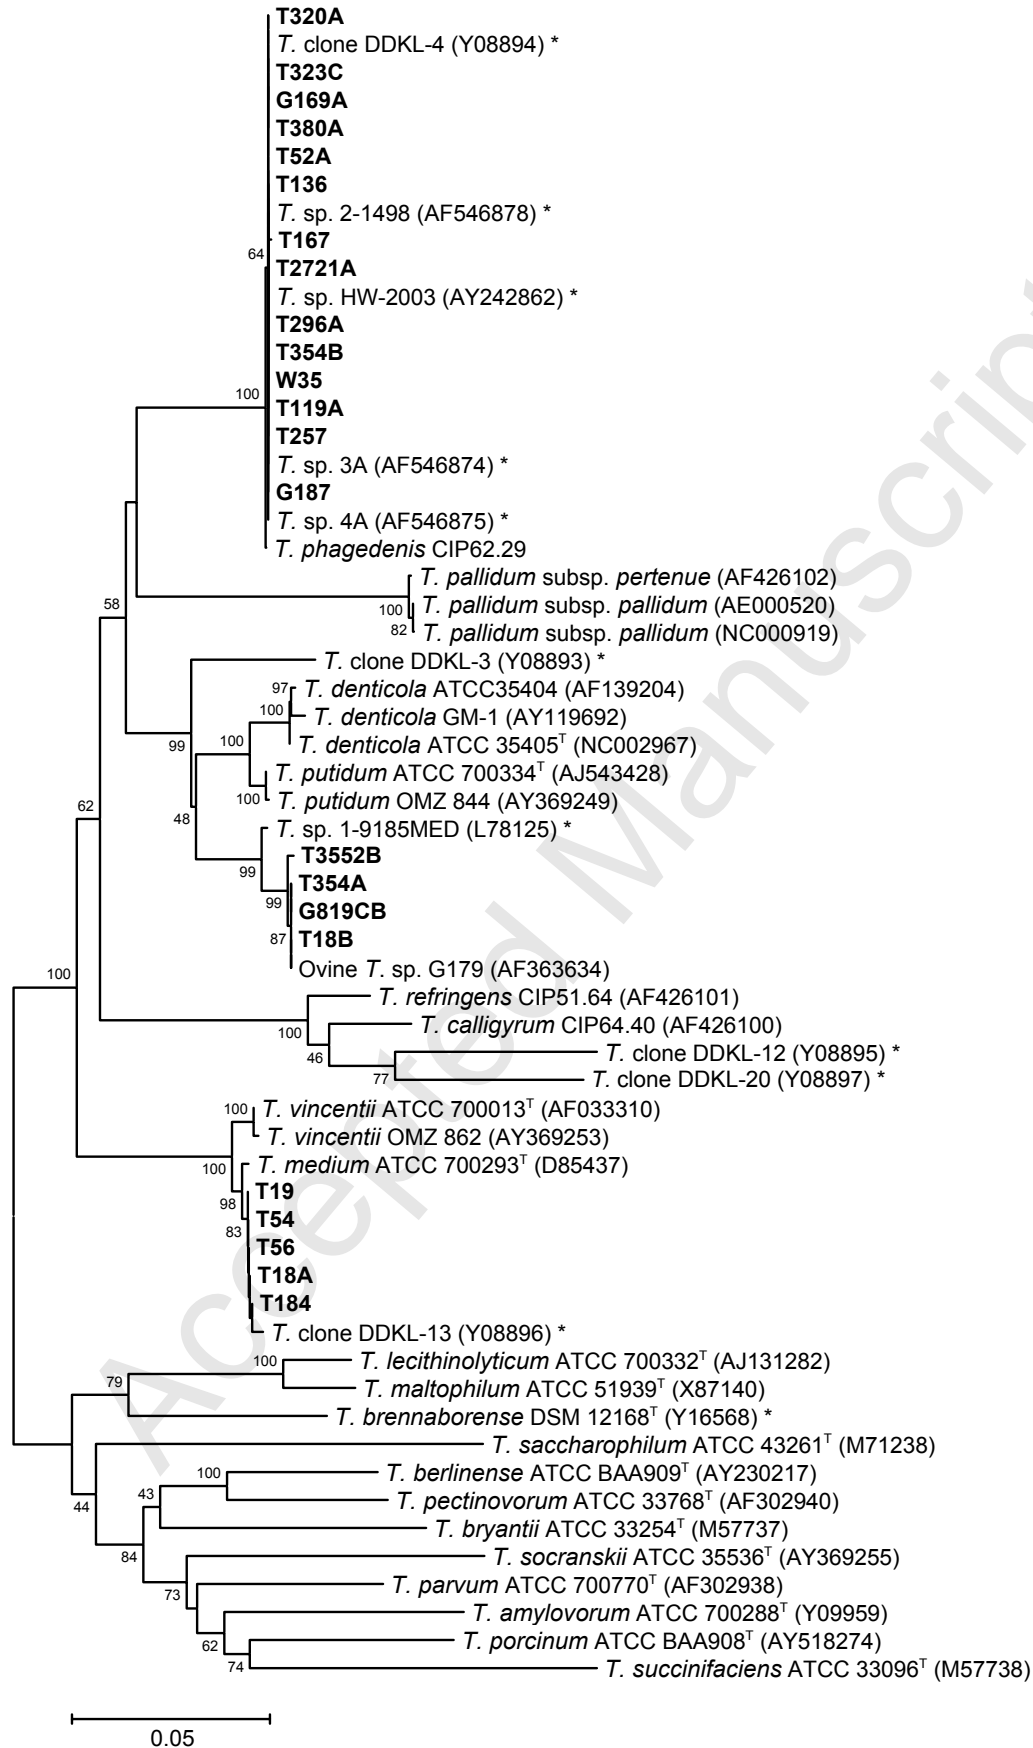 T320A
T. clone DDKL-4 (Y08894) *
T323C
G169A
T380A
T52A
T136
T. sp. 2-1498 (AF546878) *
T167
64
T2721A
T. sp. HW-2003 (AY242862) *
T296A
T354B
W35
100
T119A
T257
T. sp. 3A (AF546874) *
G187
T. sp. 4A (AF546875) *
T. phagedenis CIP62.29
T. pallidum subsp. pertenue (AF426102)
58
100
T. pallidum subsp. pallidum (AE000520)
82
T. pallidum subsp. pallidum (NC000919)
T. clone DDKL-3 (Y08893) *
97
T. denticola ATCC35404 (AF139204)
100
T. denticola GM-1 (AY119692)
100
99
T. denticola ATCC 35405T (NC002967)
T. putidum ATCC 700334T (AJ543428)
100
T. putidum OMZ 844 (AY369249)
62
48
T. sp. 1-9185MED (L78125) *
T3552B
99
T354A
99
G819CB
87
T18B
Ovine T. sp. G179 (AF363634)
100
T. refringens CIP51.64 (AF426101)
100
T. calligyrum CIP64.40 (AF426100)
46
T. clone DDKL-12 (Y08895) *
77
T. clone DDKL-20 (Y08897) *
100
T. vincentii ATCC 700013T (AF033310)
T. vincentii OMZ 862 (AY369253)
100
T. medium ATCC 700293T (D85437)
T19
98
T54
83
T56
T18A
T184
T. clone DDKL-13 (Y08896) *
100
T. lecithinolyticum ATCC 700332T (AJ131282)
79
T. maltophilum ATCC 51939T (X87140)
T. brennaborense DSM 12168T (Y16568) *
T. saccharophilum ATCC 43261T (M71238)
100
T. berlinense ATCC BAA909T (AY230217)
44
43
T. pectinovorum ATCC 33768T (AF302940)
T. bryantii ATCC 33254T (M57737)
84
T. socranskii ATCC 35536T (AY369255)
73
T. parvum ATCC 700770T (AF302938)
T. amylovorum ATCC 700288T (Y09959)
62
T. porcinum ATCC BAA908T (AY518274)
74
T. succinifaciens ATCC 33096T (M57738)
0.05
Accepted Manuscript